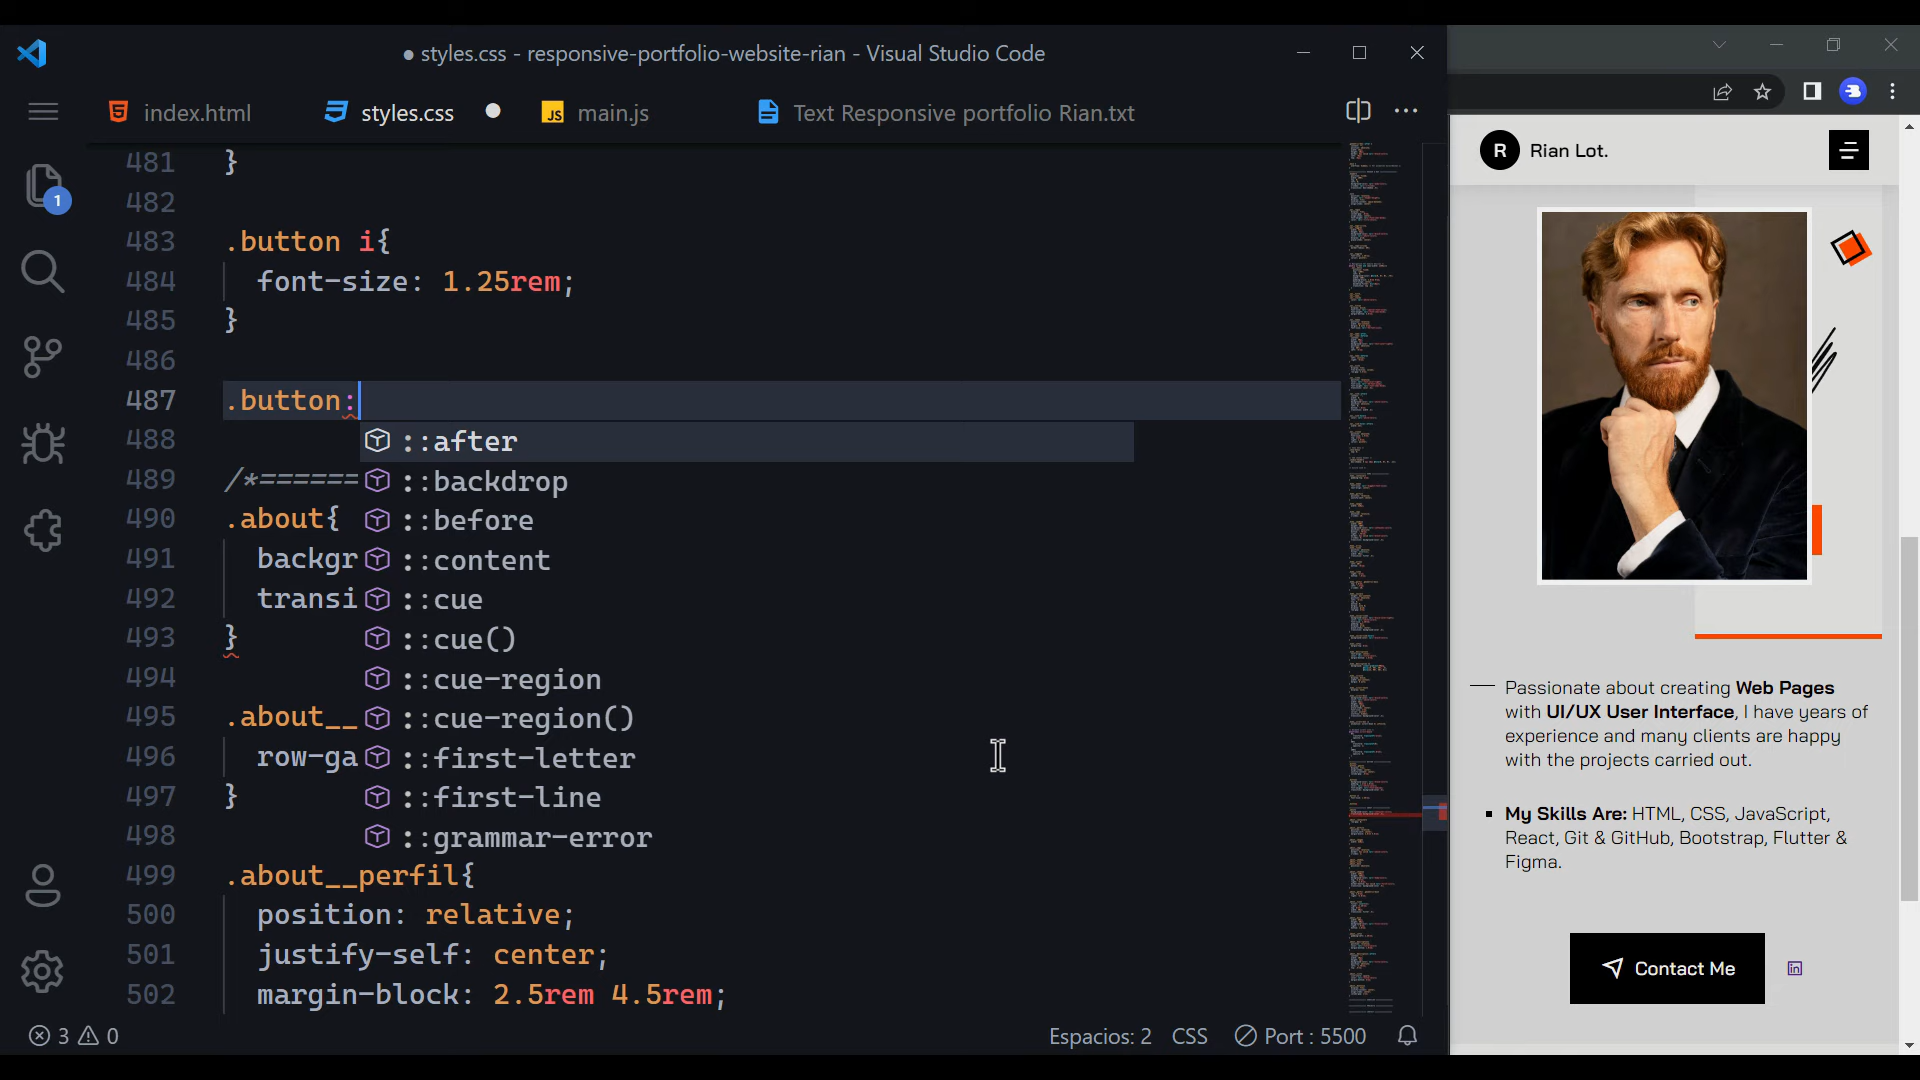 styles.css - responsive-portfolio-website-rian - Visual Studio Code
index.html
styles.css
JS main.js
Text Responsive portfolio Rian.txt
1
481 }
482
483 .button i{
484 font-size: 1.25rem;
485 }
486
487 .button:
488 ::after
::backdrop
489 /*======
::before
490 .about{
::content
491 backgr
::cue
492 transi
::cue()
493 }
::cue-region
494
::cue-region()
495 .about__
::first-letter
496 row-ga
::first-line
497 }
::grammar-error
498
499 .about__perfil{
500 position: relative;
501 justify-self: center;
502 margin-block: 2.5rem 4.5rem;
3 0
Espacios: 2 CSS Port : 5500
R Rian Lot.
Passionate about creating Web Pages
with UI/UX User Interface, I have years of
experience and many clients are happy
with the projects carried out.
My Skills Are: HTML, CSS, JavaScript,
React, Git & GitHub, Bootstrap, Flutter &
Figma.
Contact Me
in